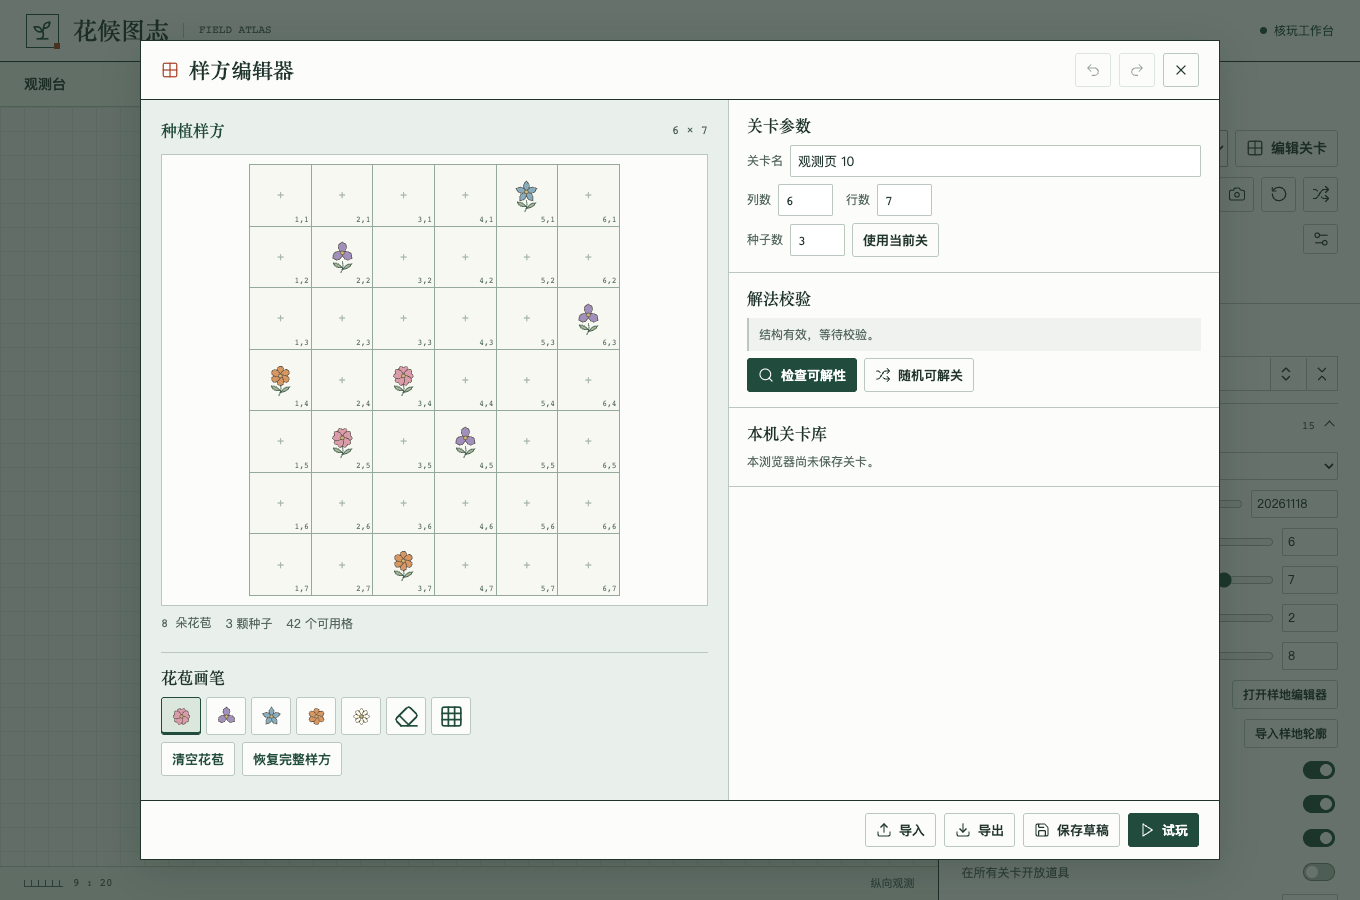 花候图志
FIELD ATLAS
核玩工作台
观测台
样方编辑器
种植样方
6 × 7
1,1 2,1 3,1 4,1 5,1 6,1
1,2 2,2 3,2 4,2 5,2 6,2
1,3 2,3 3,3 4,3 5,3 6,3
1,4 2,4 3,4 4,4 5,4 6,4
1,5 2,5 3,5 4,5 5,5 6,5
1,6 2,6 3,6 4,6 5,6 6,6
1,7 2,7 3,7 4,7 5,7 6,7
8 朵花苞 3 颗种子 42 个可用格
花苞画笔
清空花苞 恢复完整样方
关卡参数
关卡名 观测页 10
列数 6 行数 7
种子数 3 使用当前关
解法校验
结构有效，等待校验。
检查可解性 随机可解关
本机关卡库
本浏览器尚未保存关卡。
导入 导出 保存草稿 试玩
编辑关卡
15
20261118
6
7
2
8
打开样地编辑器
导入样地轮廓
在所有关卡开放道具
9 : 20
纵向观测